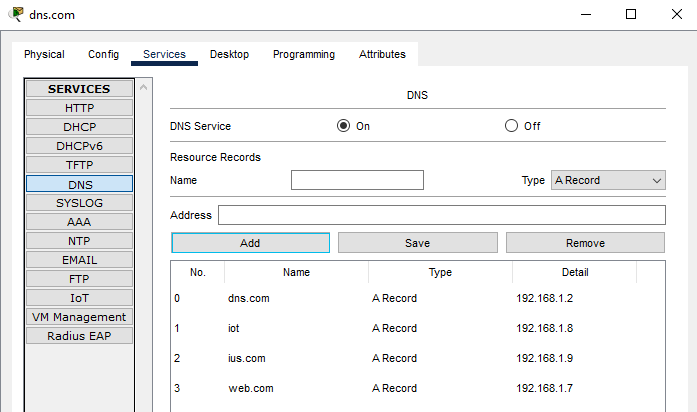 dns.com
Physical Config Services Desktop Programming Attributes
SERVICES
HTTP
DHCP
DHCPv6
TFTP
DNS
SYSLOG
AAA
NTP
EMAIL
FTP
IoT
VM Management
Radius EAP
DNS
DNS Service On Off
Resource Records
Name Type A Record
Address
Add Save Remove
No. Name Type Detail
0 dns.com A Record 192.168.1.2
1 iot A Record 192.168.1.8
2 ius.com A Record 192.168.1.9
3 web.com A Record 192.168.1.7